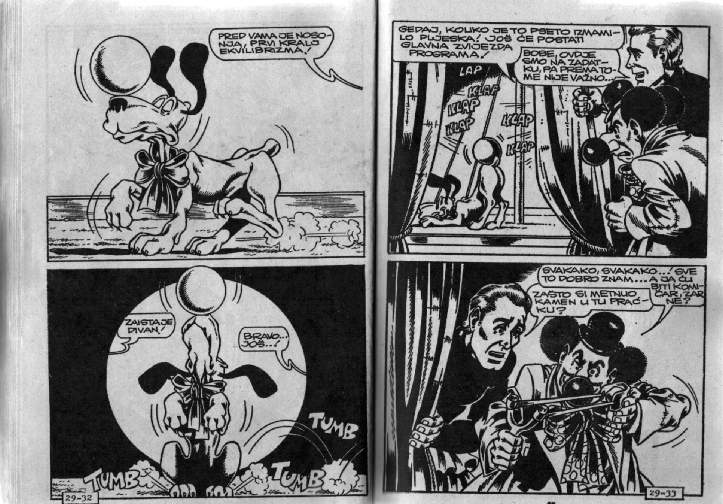 PRED VAMA JE NOSO-
NJA, PRVI KRALJ
EKVILIBRIZMA!
ZAISTA JE
DIVAN!
BRAVO...
JOŠ...!
TUMB
TUMB
TUMB
29-32
GEDAJ, KOLIKO JE TO PSETO IZMAMI-
LO PLJESKA! JOŠ ĆE POSTATI
GLAVNA ZVIJEZDA
PROGRAMA!
BOBE, OVDJE
SMO NA ZADAT-
KU, PA PREMA TO-
ME NIJE VAŽNO...
KLAP
KLAP
KLAP
KLAP
KLAP
KLAP
SVAKAKO, SVAKAKO...! SVE
TO DOBRO ZNAM... A JA ĆU
BITI KOMI-
ČAR, ZAR
NE?
ZAŠTO SI METNUO
KAMEN U TU PRAĆ-
KU?
29-33